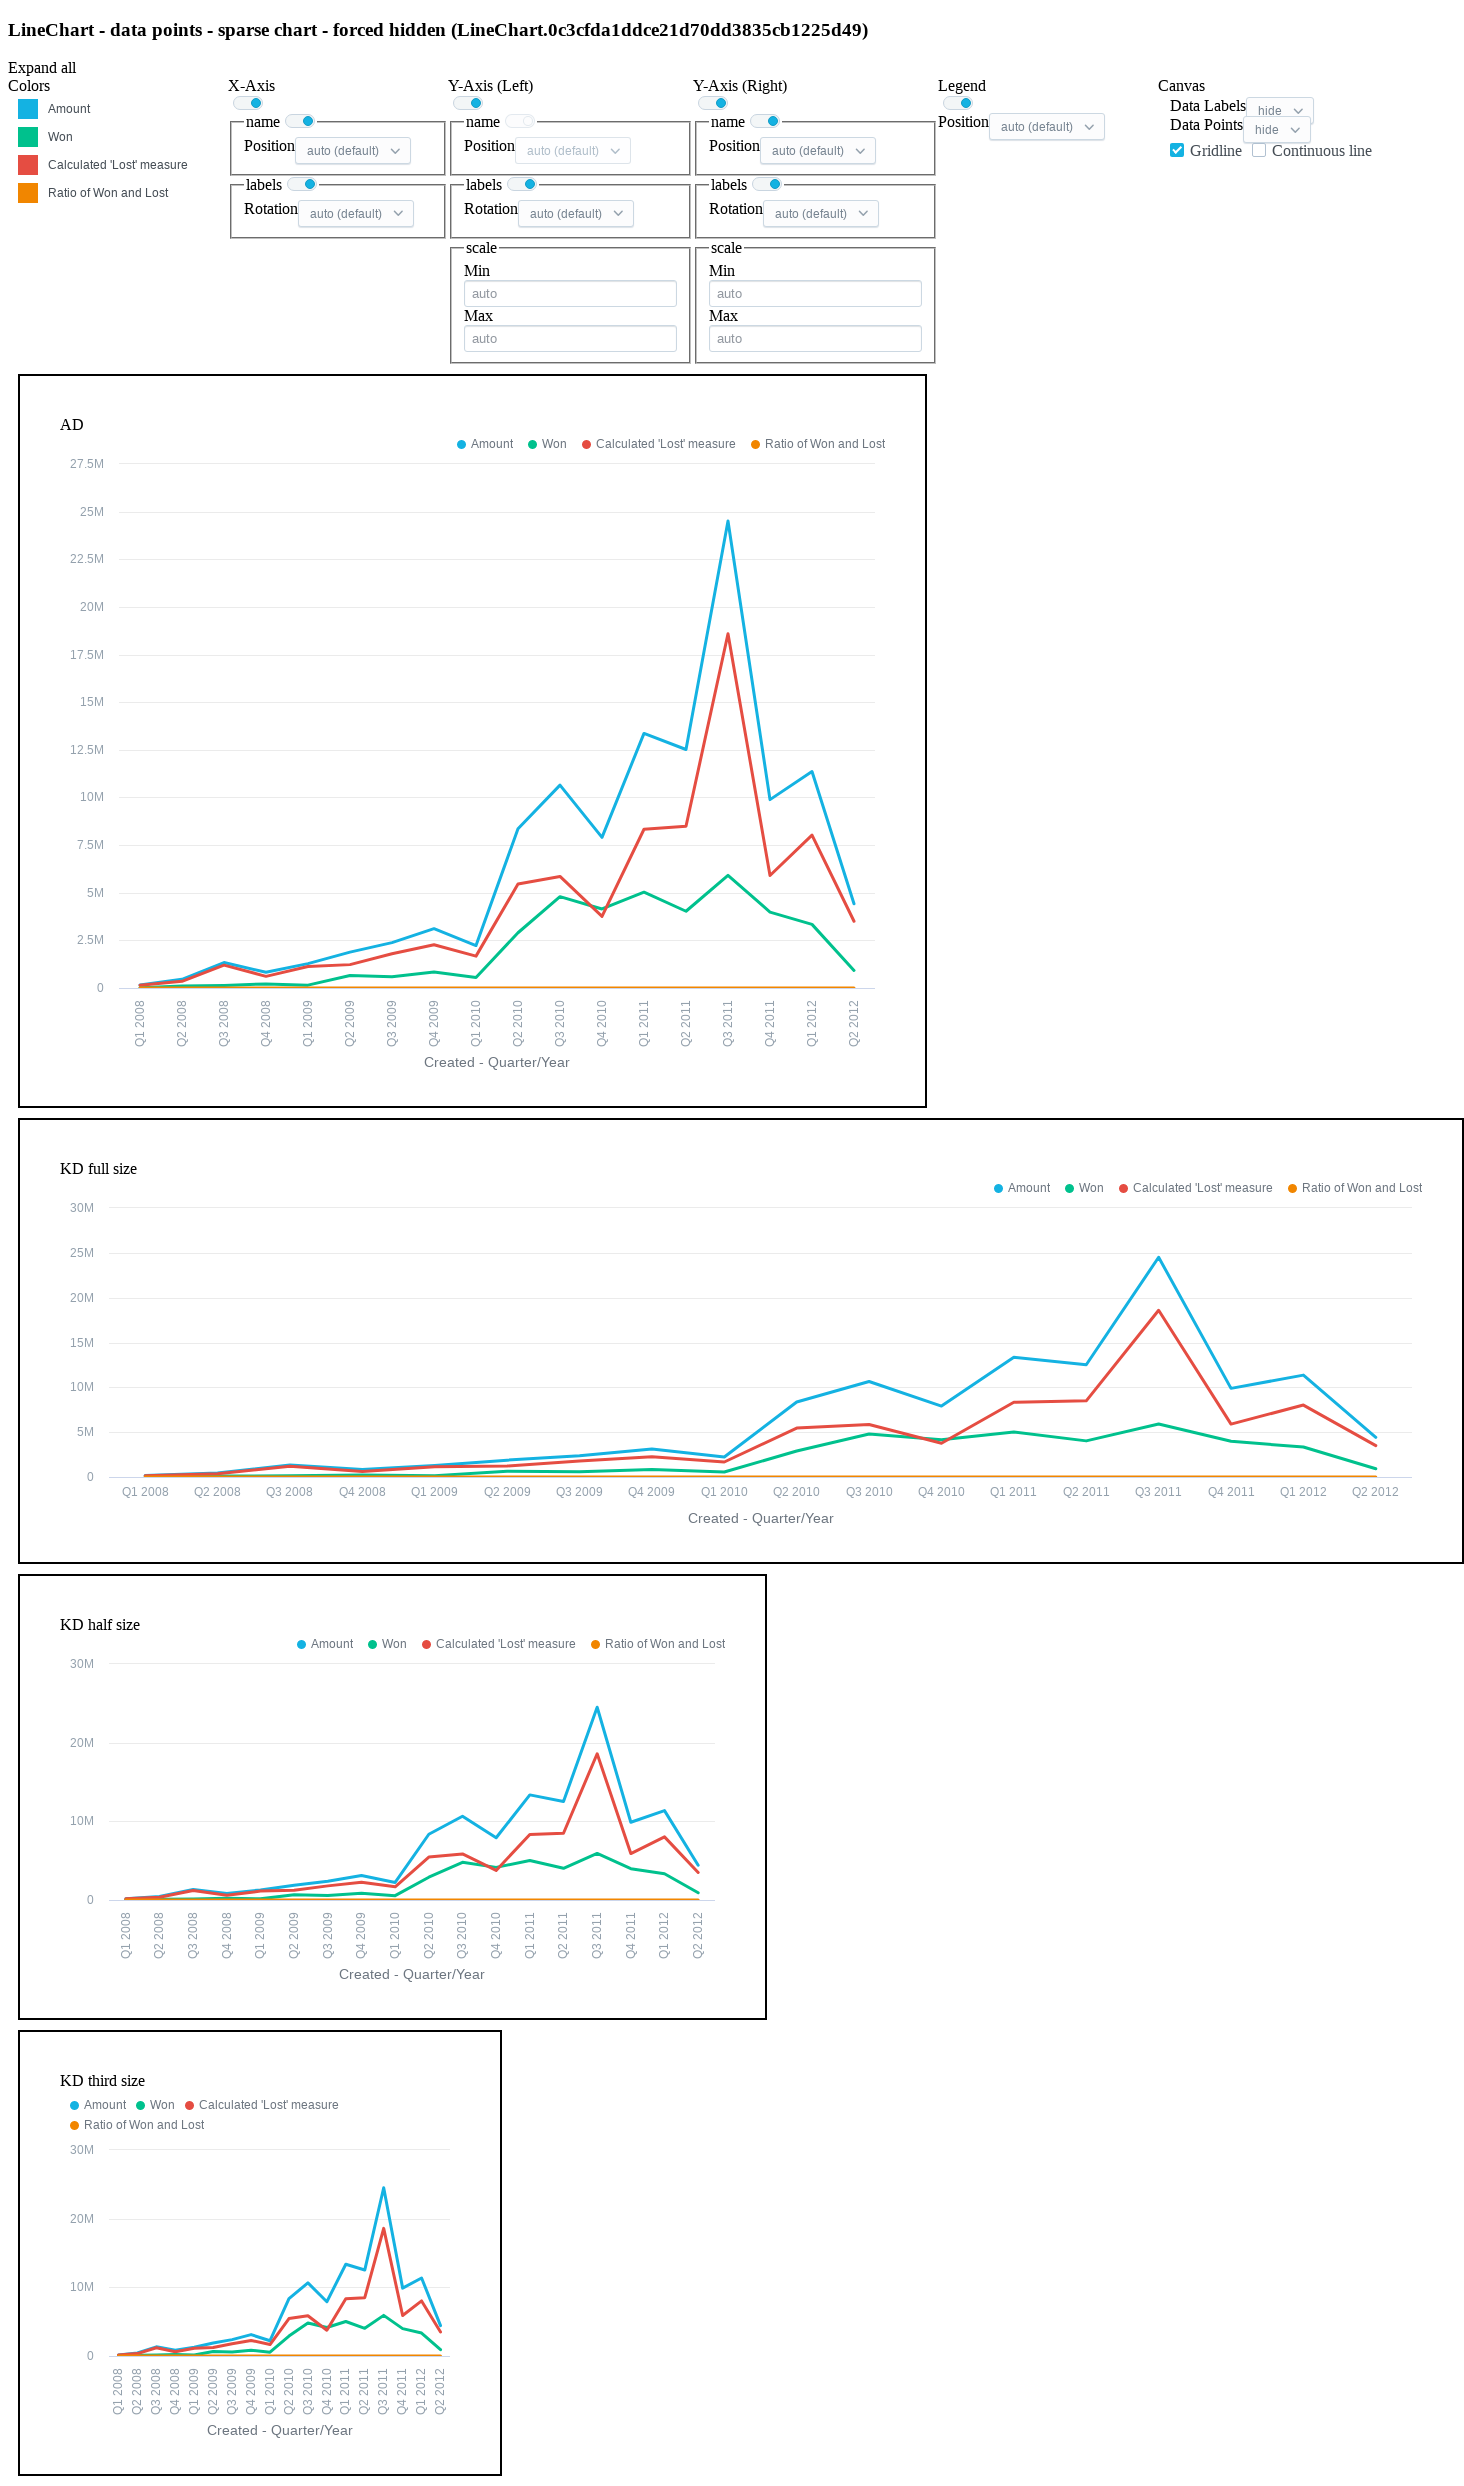 LineChart - data points - sparse chart - forced hidden (LineChart.0c3cfda1ddce21d70dd3835cb1225d49)
Expand all
Colors
Amount
Won
Calculated 'Lost' measure
Ratio of Won and Lost
X-Axis
name
Position auto (default)
labels
Rotation auto (default)
Y-Axis (Left)
name
Position auto (default)
labels
Rotation auto (default)
scale
Min
auto
Max
auto
Y-Axis (Right)
name
Position auto (default)
labels
Rotation auto (default)
scale
Min
auto
Max
auto
Legend
Position auto (default)
Canvas
Data Labels hide
Data Points hide
Gridline Continuous line
AD
Amount Won Calculated 'Lost' measure Ratio of Won and Lost
27.5M
25M
22.5M
20M
17.5M
15M
12.5M
10M
7.5M
5M
2.5M
0
Q1 2008 Q2 2008 Q3 2008 Q4 2008 Q1 2009 Q2 2009 Q3 2009 Q4 2009 Q1 2010 Q2 2010 Q3 2010 Q4 2010 Q1 2011 Q2 2011 Q3 2011 Q4 2011 Q1 2012 Q2 2012
Created - Quarter/Year
KD full size
Amount Won Calculated 'Lost' measure Ratio of Won and Lost
30M
25M
20M
15M
10M
5M
0
Q1 2008 Q2 2008 Q3 2008 Q4 2008 Q1 2009 Q2 2009 Q3 2009 Q4 2009 Q1 2010 Q2 2010 Q3 2010 Q4 2010 Q1 2011 Q2 2011 Q3 2011 Q4 2011 Q1 2012 Q2 2012
Created - Quarter/Year
KD half size
Amount Won Calculated 'Lost' measure Ratio of Won and Lost
30M
20M
10M
0
Q1 2008 Q2 2008 Q3 2008 Q4 2008 Q1 2009 Q2 2009 Q3 2009 Q4 2009 Q1 2010 Q2 2010 Q3 2010 Q4 2010 Q1 2011 Q2 2011 Q3 2011 Q4 2011 Q1 2012 Q2 2012
Created - Quarter/Year
KD third size
Amount Won Calculated 'Lost' measure
Ratio of Won and Lost
30M
20M
10M
0
Q1 2008 Q2 2008 Q3 2008 Q4 2008 Q1 2009 Q2 2009 Q3 2009 Q4 2009 Q1 2010 Q2 2010 Q3 2010 Q4 2010 Q1 2011 Q2 2011 Q3 2011 Q4 2011 Q1 2012 Q2 2012
Created - Quarter/Year